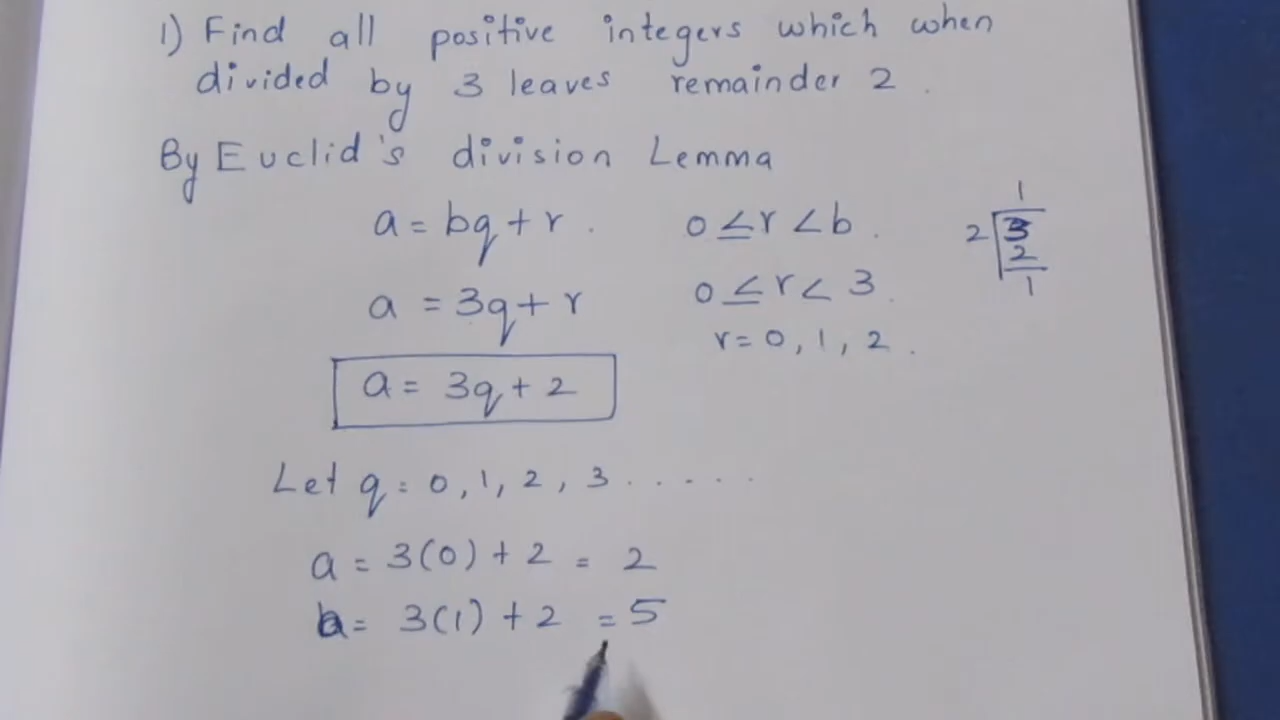 1) Find all positive integers which when
divided by 3 leaves remainder 2.
By Euclid's division Lemma
a = bq + r. 0 ≤ r < b.
a = 3q + r 0 ≤ r < 3.
r = 0, 1, 2.
a = 3q + 2
1
2 3
2
1
Let q = 0, 1, 2, 3 . . . . .
a = 3(0) + 2 = 2
a = 3(1) + 2 = 5